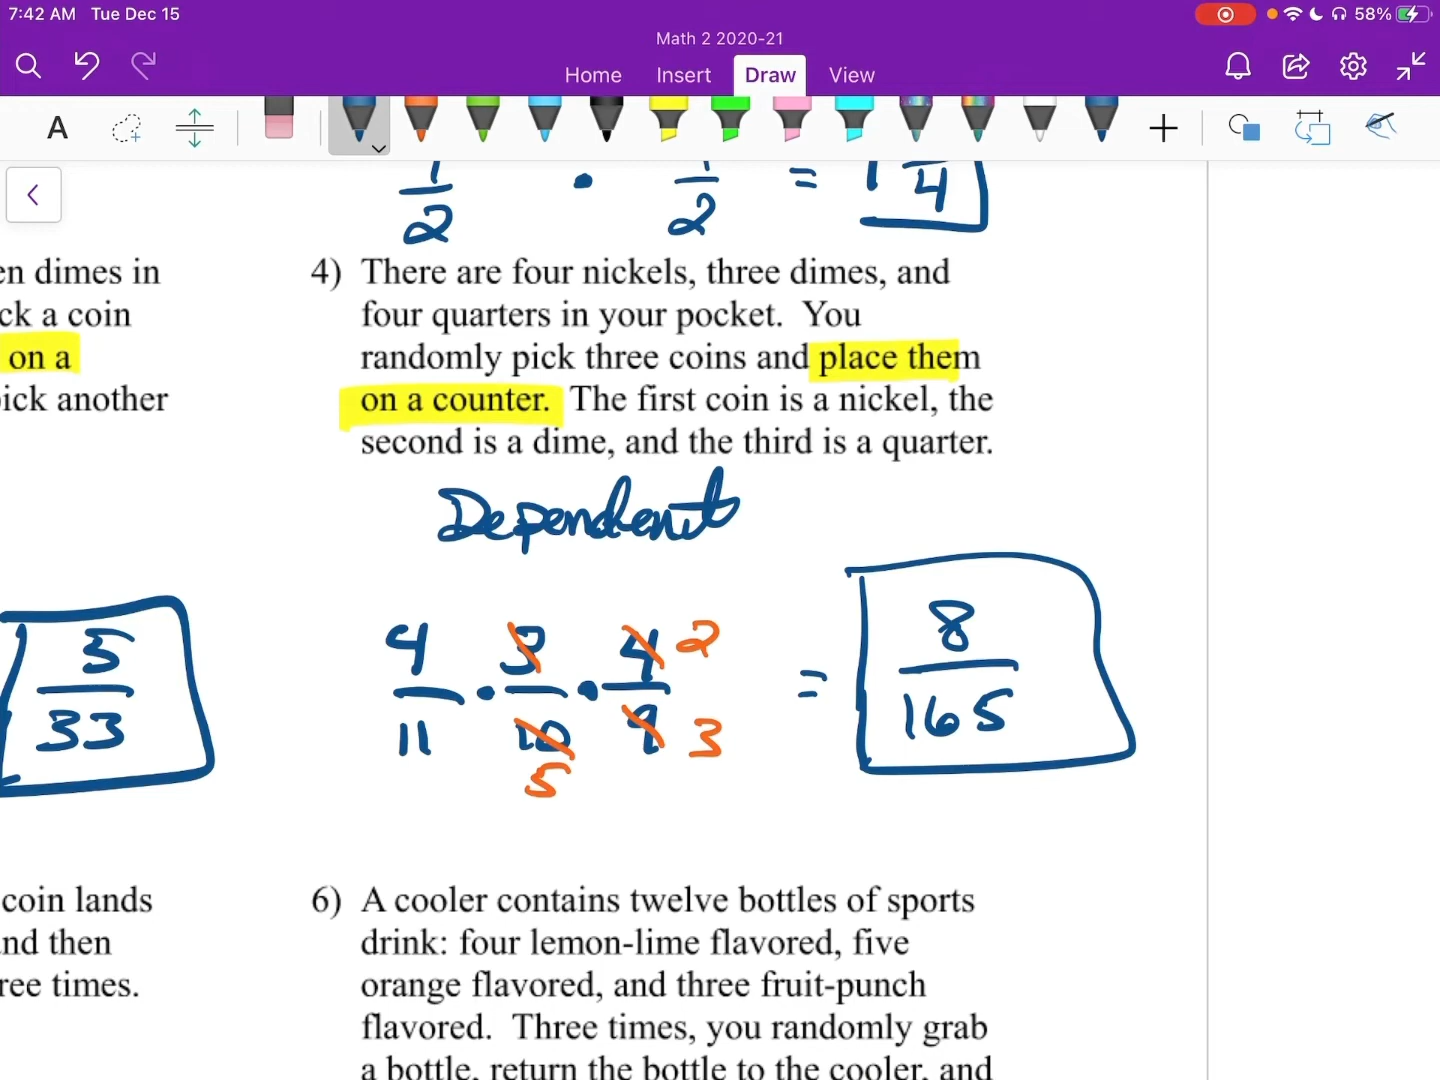 7:42 AM Tue Dec 15
58%
Math 2 2020-21
Home Insert Draw View
A
1/2 · 1/2 = 1/4
en dimes in
ck a coin
on a
ick another
4) There are four nickels, three dimes, and
four quarters in your pocket. You
randomly pick three coins and place them
on a counter. The first coin is a nickel, the
second is a dime, and the third is a quarter.
Dependent
5/33
4/11 · 3/10 · 4/9 = 8/165
2
3
5
coin lands
nd then
ree times.
6) A cooler contains twelve bottles of sports
drink: four lemon-lime flavored, five
orange flavored, and three fruit-punch
flavored. Three times, you randomly grab
a bottle, return the bottle to the cooler, and